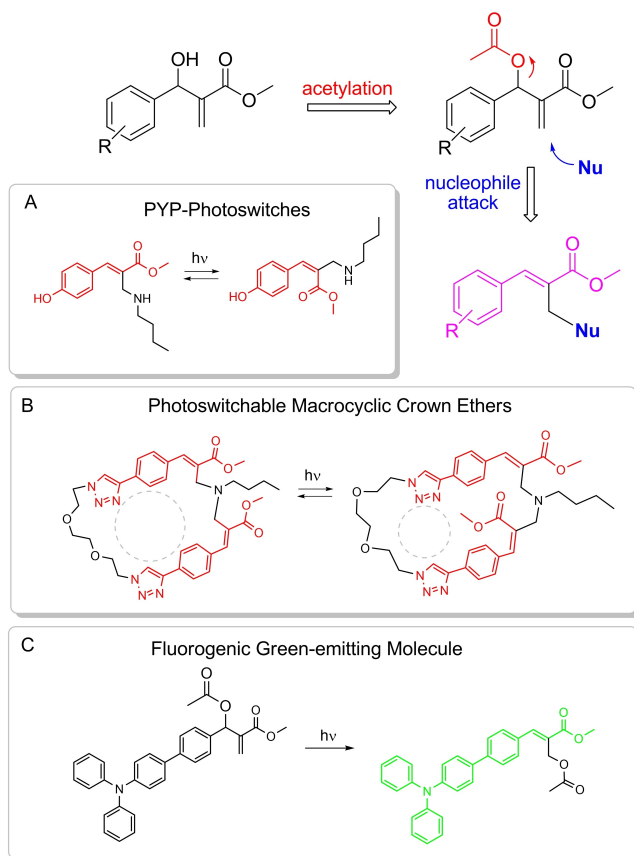 OH
O
O
R
acetylation
O
O
O
O
R
Nu
nucleophile
attack
O
O
R
Nu
A
PYP-Photoswitches
HO
O
O
NH
hν
HO
O
O
N
H
B
Photoswitchable Macrocyclic Crown Ethers
N
N=N
O
O
N
N
N
O
O
O
O
N
hν
N
N=N
O
O
N
N=N
O
O
O
O
N
C
Fluorogenic Green-emitting Molecule
O
O
O
O
N
hν
O
O
O
O
N